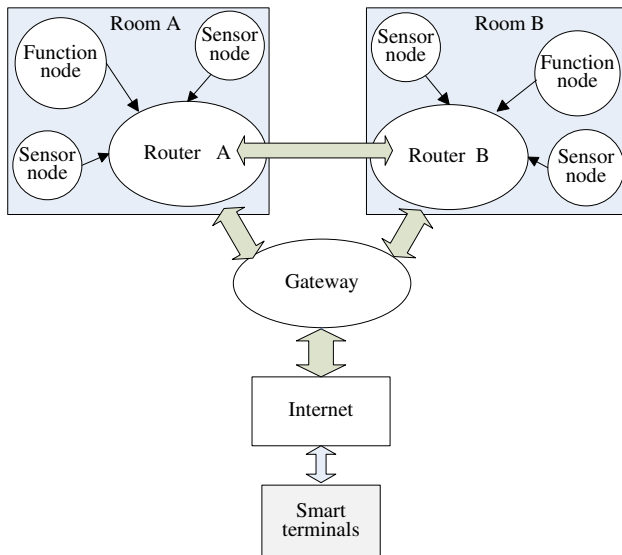 Room A
Function
node
Sensor
node
Sensor
node
Router A
Room B
Sensor
node
Function
node
Sensor
node
Router B
Gateway
Internet
Smart
terminals